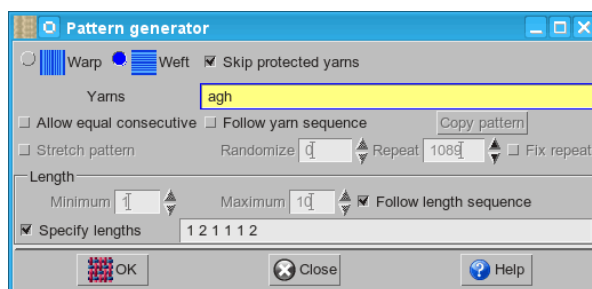 Pattern generator
Warp Weft Skip protected yarns
Yarns agh
Allow equal consecutive Follow yarn sequence Copy pattern
Stretch pattern Randomize 0 Repeat 1089 Fix repeat
Length
Minimum 1 Maximum 10 Follow length sequence
Specify lengths 1 2 1 1 1 2
OK Close Help